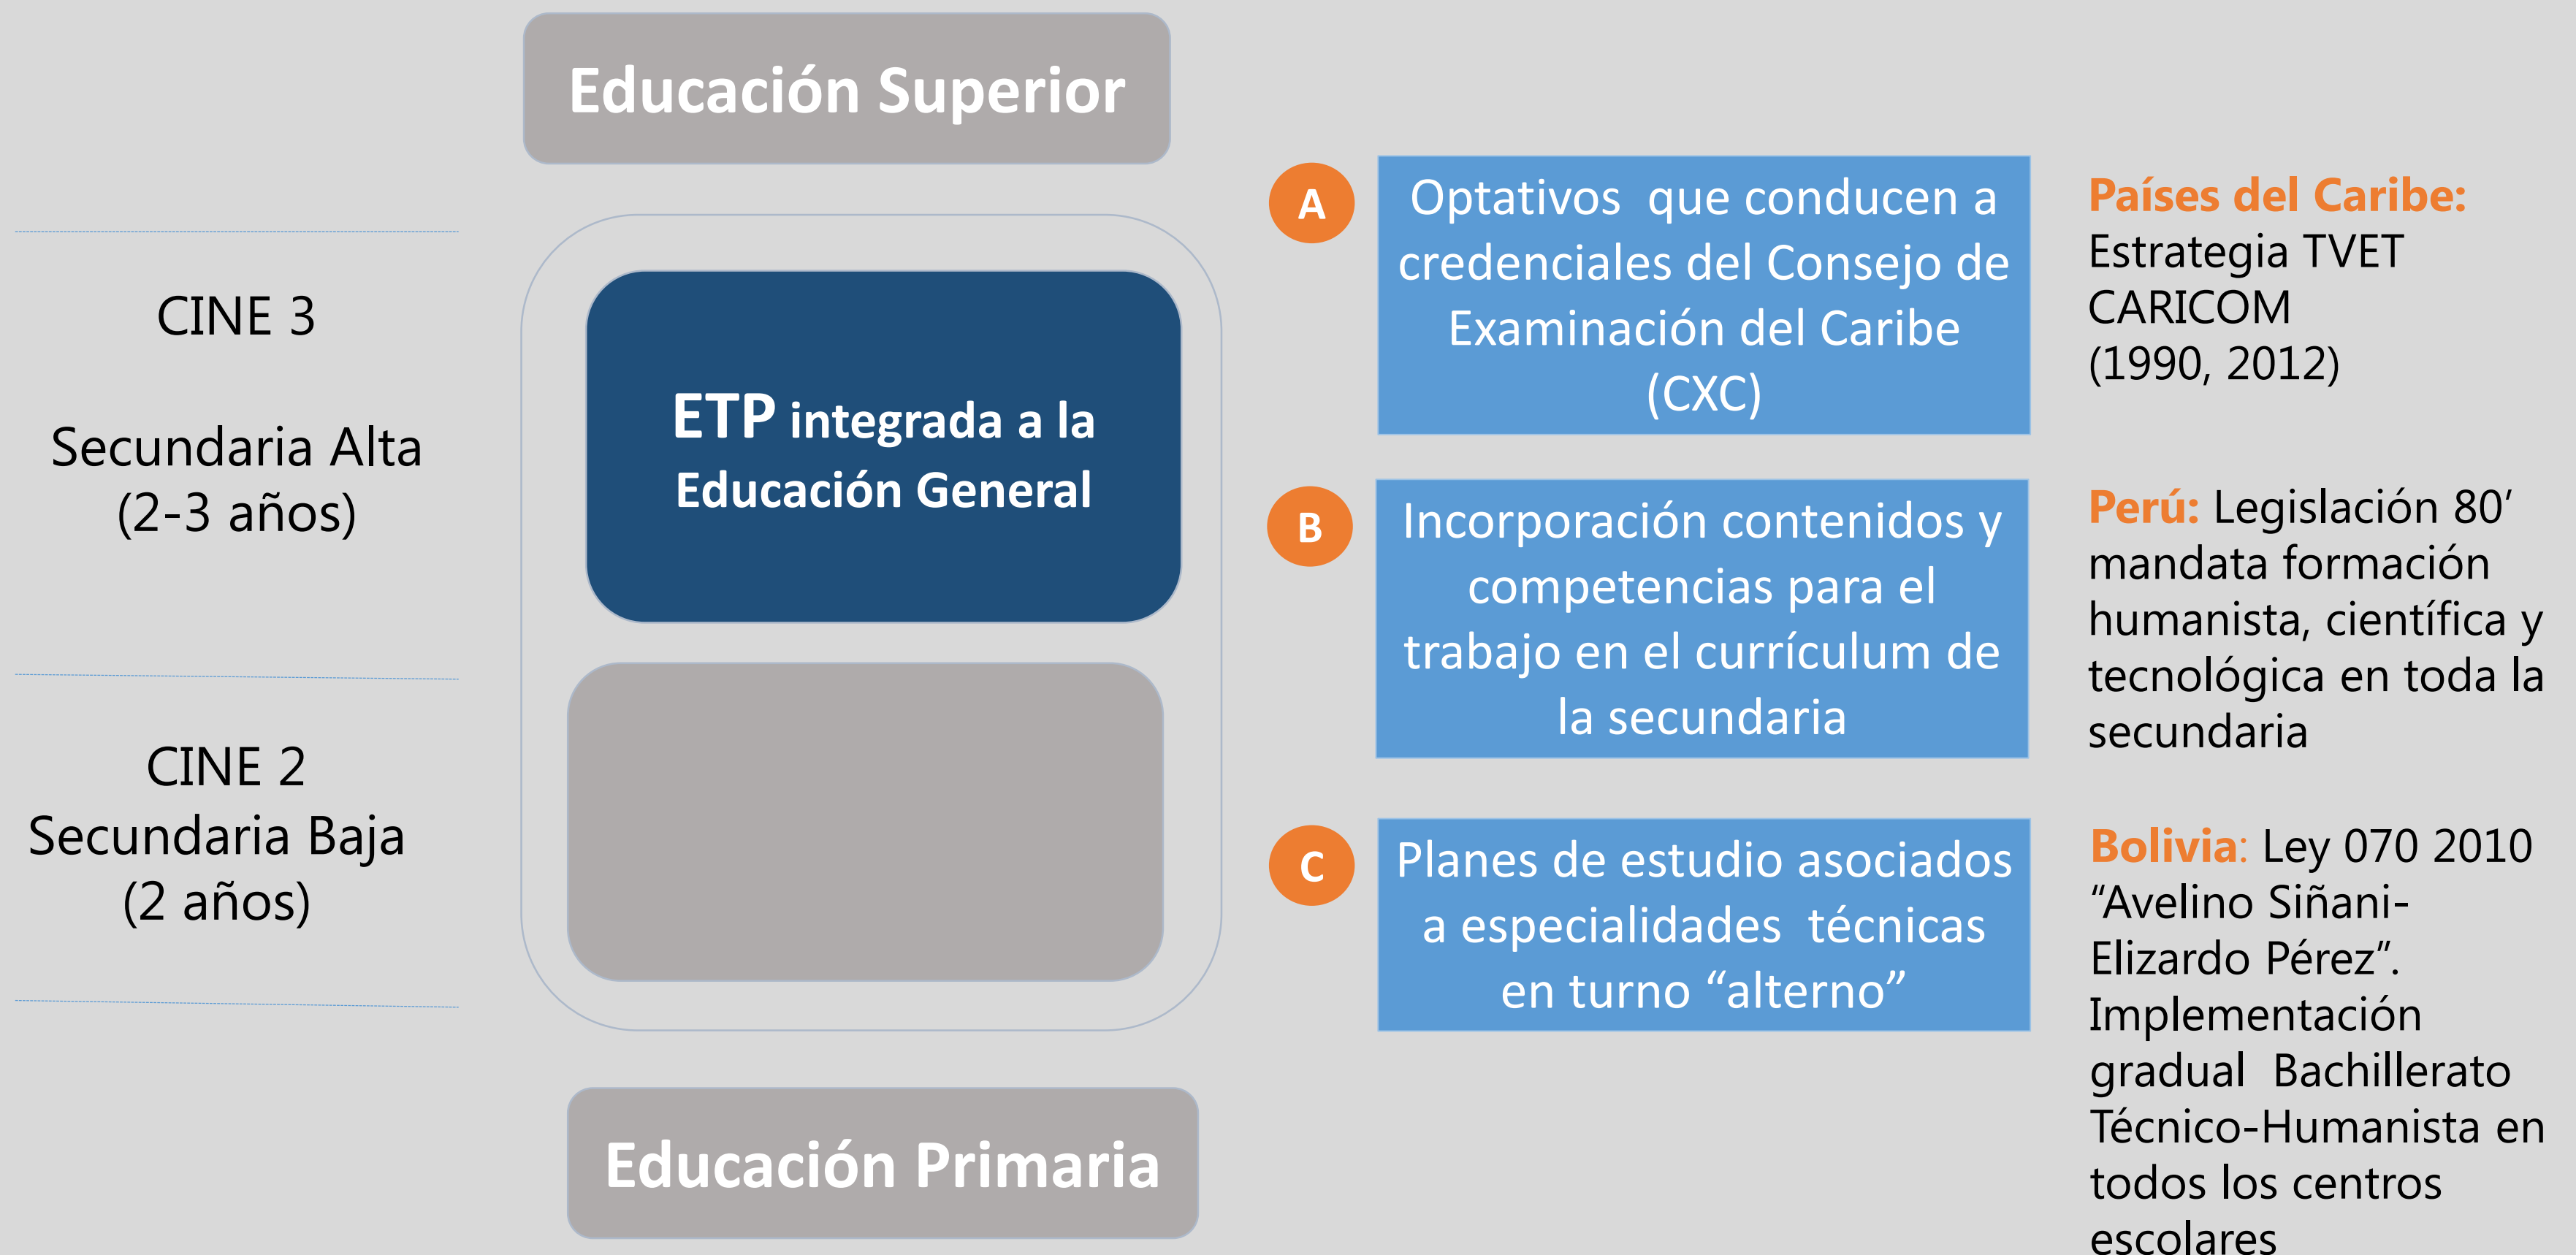 Educación Superior
CINE 3
Secundaria Alta
(2-3 años)
CINE 2
Secundaria Baja
(2 años)
ETP integrada a la
Educación General
Educación Primaria
A
Optativos que conducen a
credenciales del Consejo de
Examinación del Caribe
(CXC)
Países del Caribe:
Estrategia TVET
CARICOM
(1990, 2012)
B
Incorporación contenidos y
competencias para el
trabajo en el currículum de
la secundaria
Perú: Legislación 80’
mandata formación
humanista, científica y
tecnológica en toda la
secundaria
C
Planes de estudio asociados
a especialidades técnicas
en turno “alterno”
Bolivia: Ley 070 2010
“Avelino Siñani-
Elizardo Pérez”.
Implementación
gradual Bachillerato
Técnico-Humanista en
todos los centros
escolares